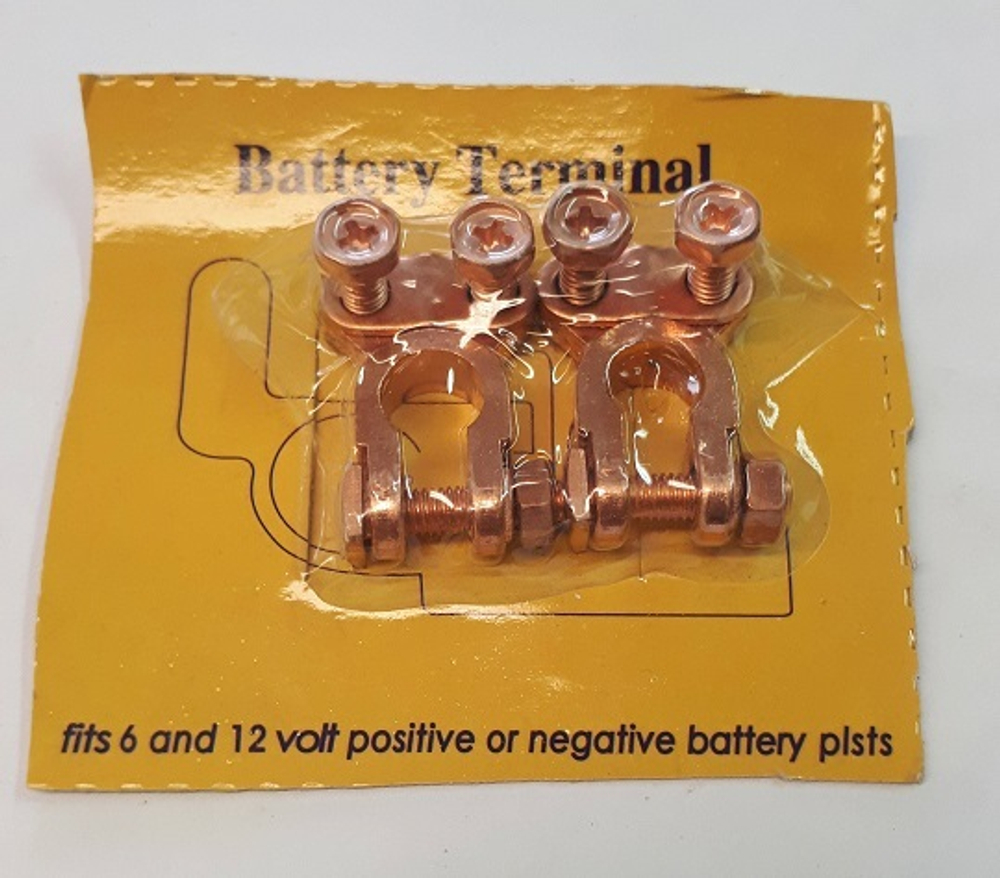 Battery Terminal
fits 6 and 12 volt positive or negative battery plsts